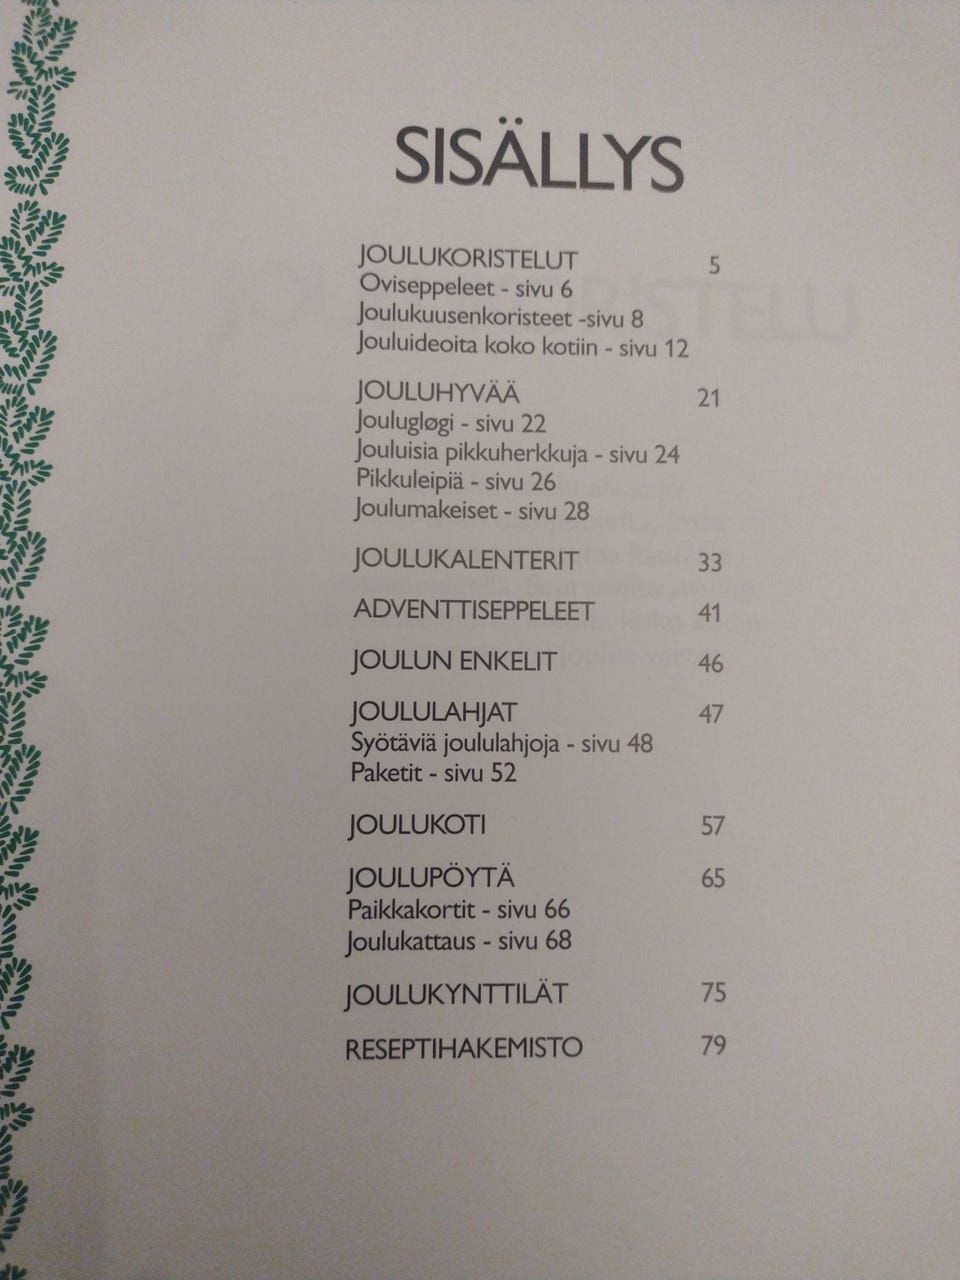 SISÄLLYS
JOULUKORISTELUT 5
Oviseppeleet - sivu 6
Joulukuusenkoristeet -sivu 8
Jouluideoita koko kotiin - sivu 12
JOULUHYVÄÄ 21
Joulugløgi - sivu 22
Jouluisia pikkuherkkuja - sivu 24
Pikkuleipiä - sivu 26
Joulumakeiset - sivu 28
JOULUKALENTERIT 33
ADVENTTISEPPELEET 41
JOULUN ENKELIT 46
JOULULAHJAT 47
Syötäviä joululahjoja - sivu 48
Paketit - sivu 52
JOULUKOTI 57
JOULUPÖYTÄ 65
Paikkakortit - sivu 66
Joulukattaus - sivu 68
JOULUKYNTTILÄT 75
RESEPTIHAKEMISTO 79